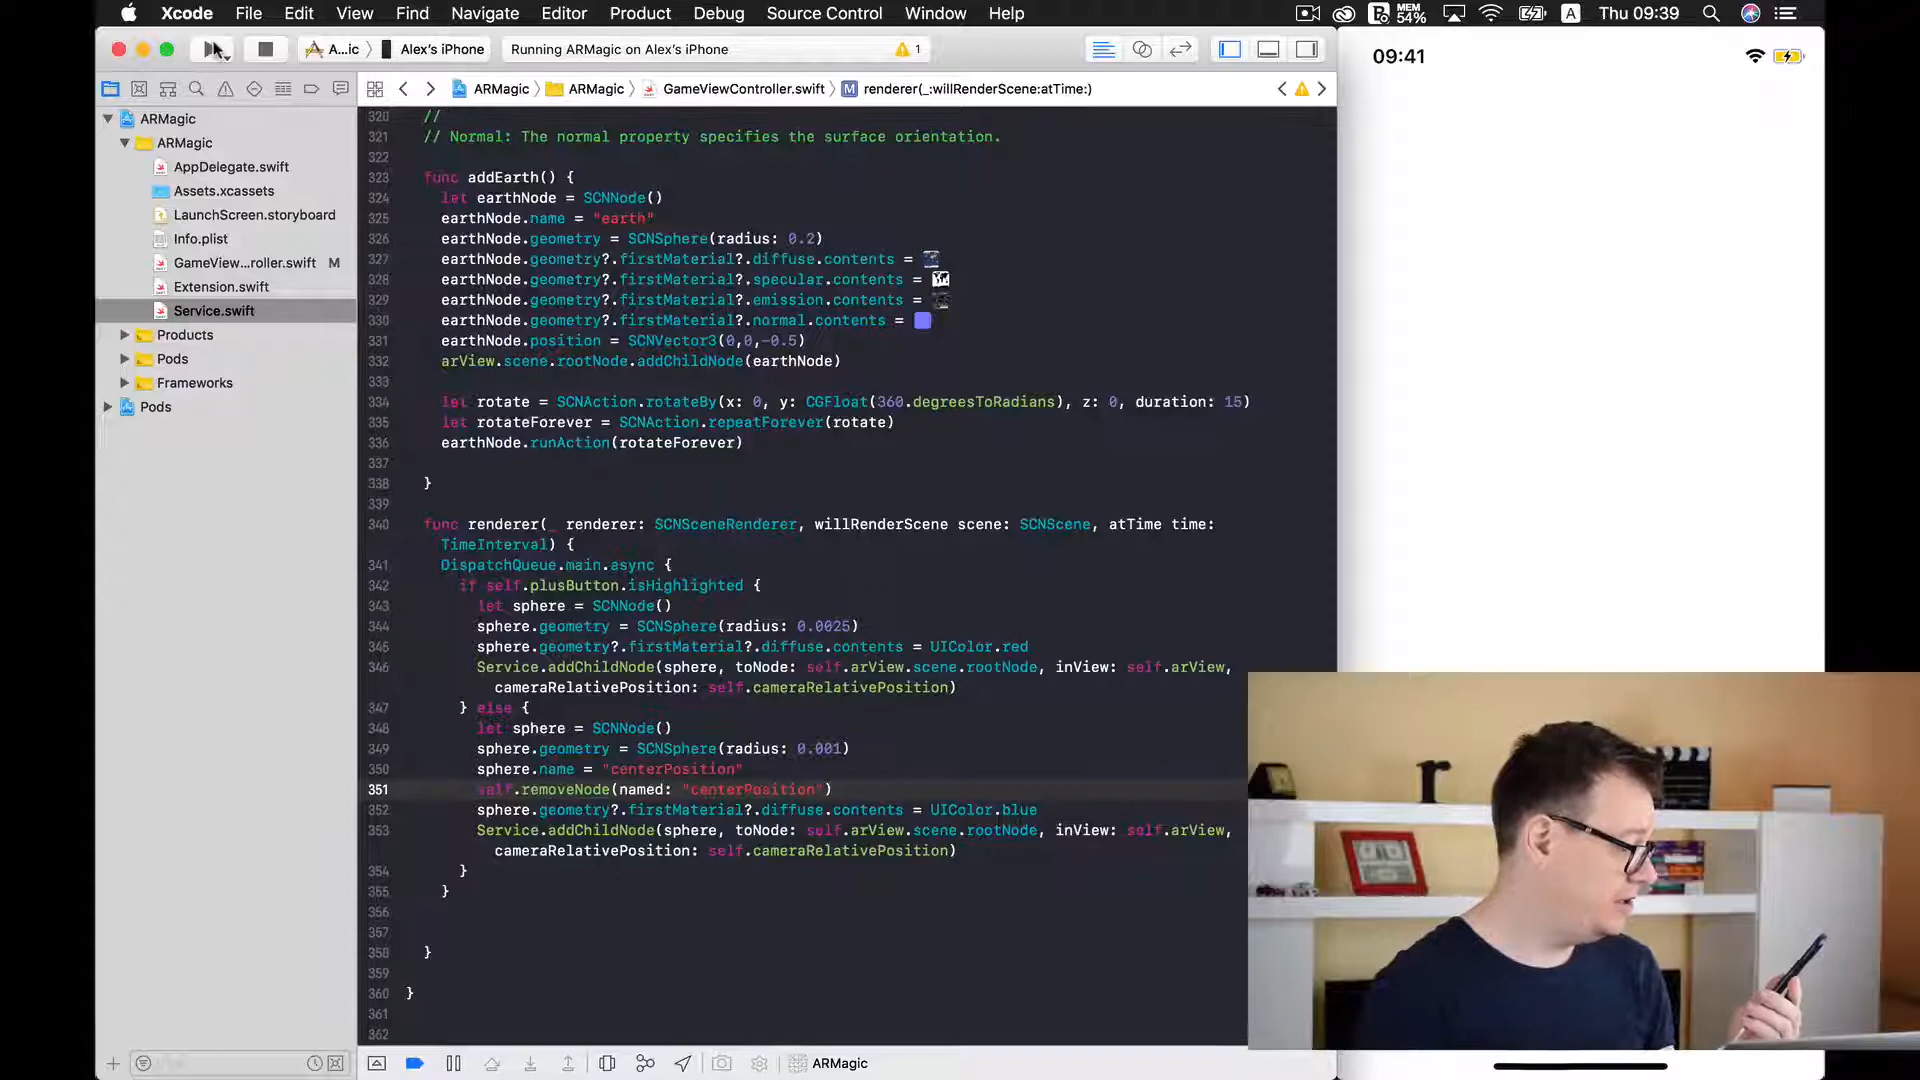 Xcode File Edit View Find Navigate Editor Product Debug Source Control Window Help MEM 54% A Thu 09:39
A...ic Alex's iPhone Running ARMagic on Alex's iPhone 1
09:41
ARMagic ARMagic GameViewController.swift M renderer(_:willRenderScene:atTime:)
ARMagic
ARMagic
AppDelegate.swift
Assets.xcassets
LaunchScreen.storyboard
Info.plist
GameView...roller.swift M
Extension.swift
Service.swift
Products
Pods
Frameworks
Pods
320 //
321 // Normal: The normal property specifies the surface orientation.
322
323 func addEarth() {
324 let earthNode = SCNNode()
325 earthNode.name = "earth"
326 earthNode.geometry = SCNSphere(radius: 0.2)
327 earthNode.geometry?.firstMaterial?.diffuse.contents =
328 earthNode.geometry?.firstMaterial?.specular.contents =
329 earthNode.geometry?.firstMaterial?.emission.contents =
330 earthNode.geometry?.firstMaterial?.normal.contents =
331 earthNode.position = SCNVector3(0,0,-0.5)
332 arView.scene.rootNode.addChildNode(earthNode)
333
334 let rotate = SCNAction.rotateBy(x: 0, y: CGFloat(360.degreesToRadians), z: 0, duration: 15)
335 let rotateForever = SCNAction.repeatForever(rotate)
336 earthNode.runAction(rotateForever)
337
338 }
339
340 func renderer(_ renderer: SCNSceneRenderer, willRenderScene scene: SCNScene, atTime time:
TimeInterval) {
341 DispatchQueue.main.async {
342 if self.plusButton.isHighlighted {
343 let sphere = SCNNode()
344 sphere.geometry = SCNSphere(radius: 0.0025)
345 sphere.geometry?.firstMaterial?.diffuse.contents = UIColor.red
346 Service.addChildNode(sphere, toNode: self.arView.scene.rootNode, inView: self.arView,
cameraRelativePosition: self.cameraRelativePosition)
347 } else {
348 let sphere = SCNNode()
349 sphere.geometry = SCNSphere(radius: 0.001)
350 sphere.name = "centerPosition"
351 self.removeNode(named: "centerPosition")
352 sphere.geometry?.firstMaterial?.diffuse.contents = UIColor.blue
353 Service.addChildNode(sphere, toNode: self.arView.scene.rootNode, inView: self.arView,
cameraRelativePosition: self.cameraRelativePosition)
354 }
355 }
356
357
358 }
359
360 }
361
362
ARMagic